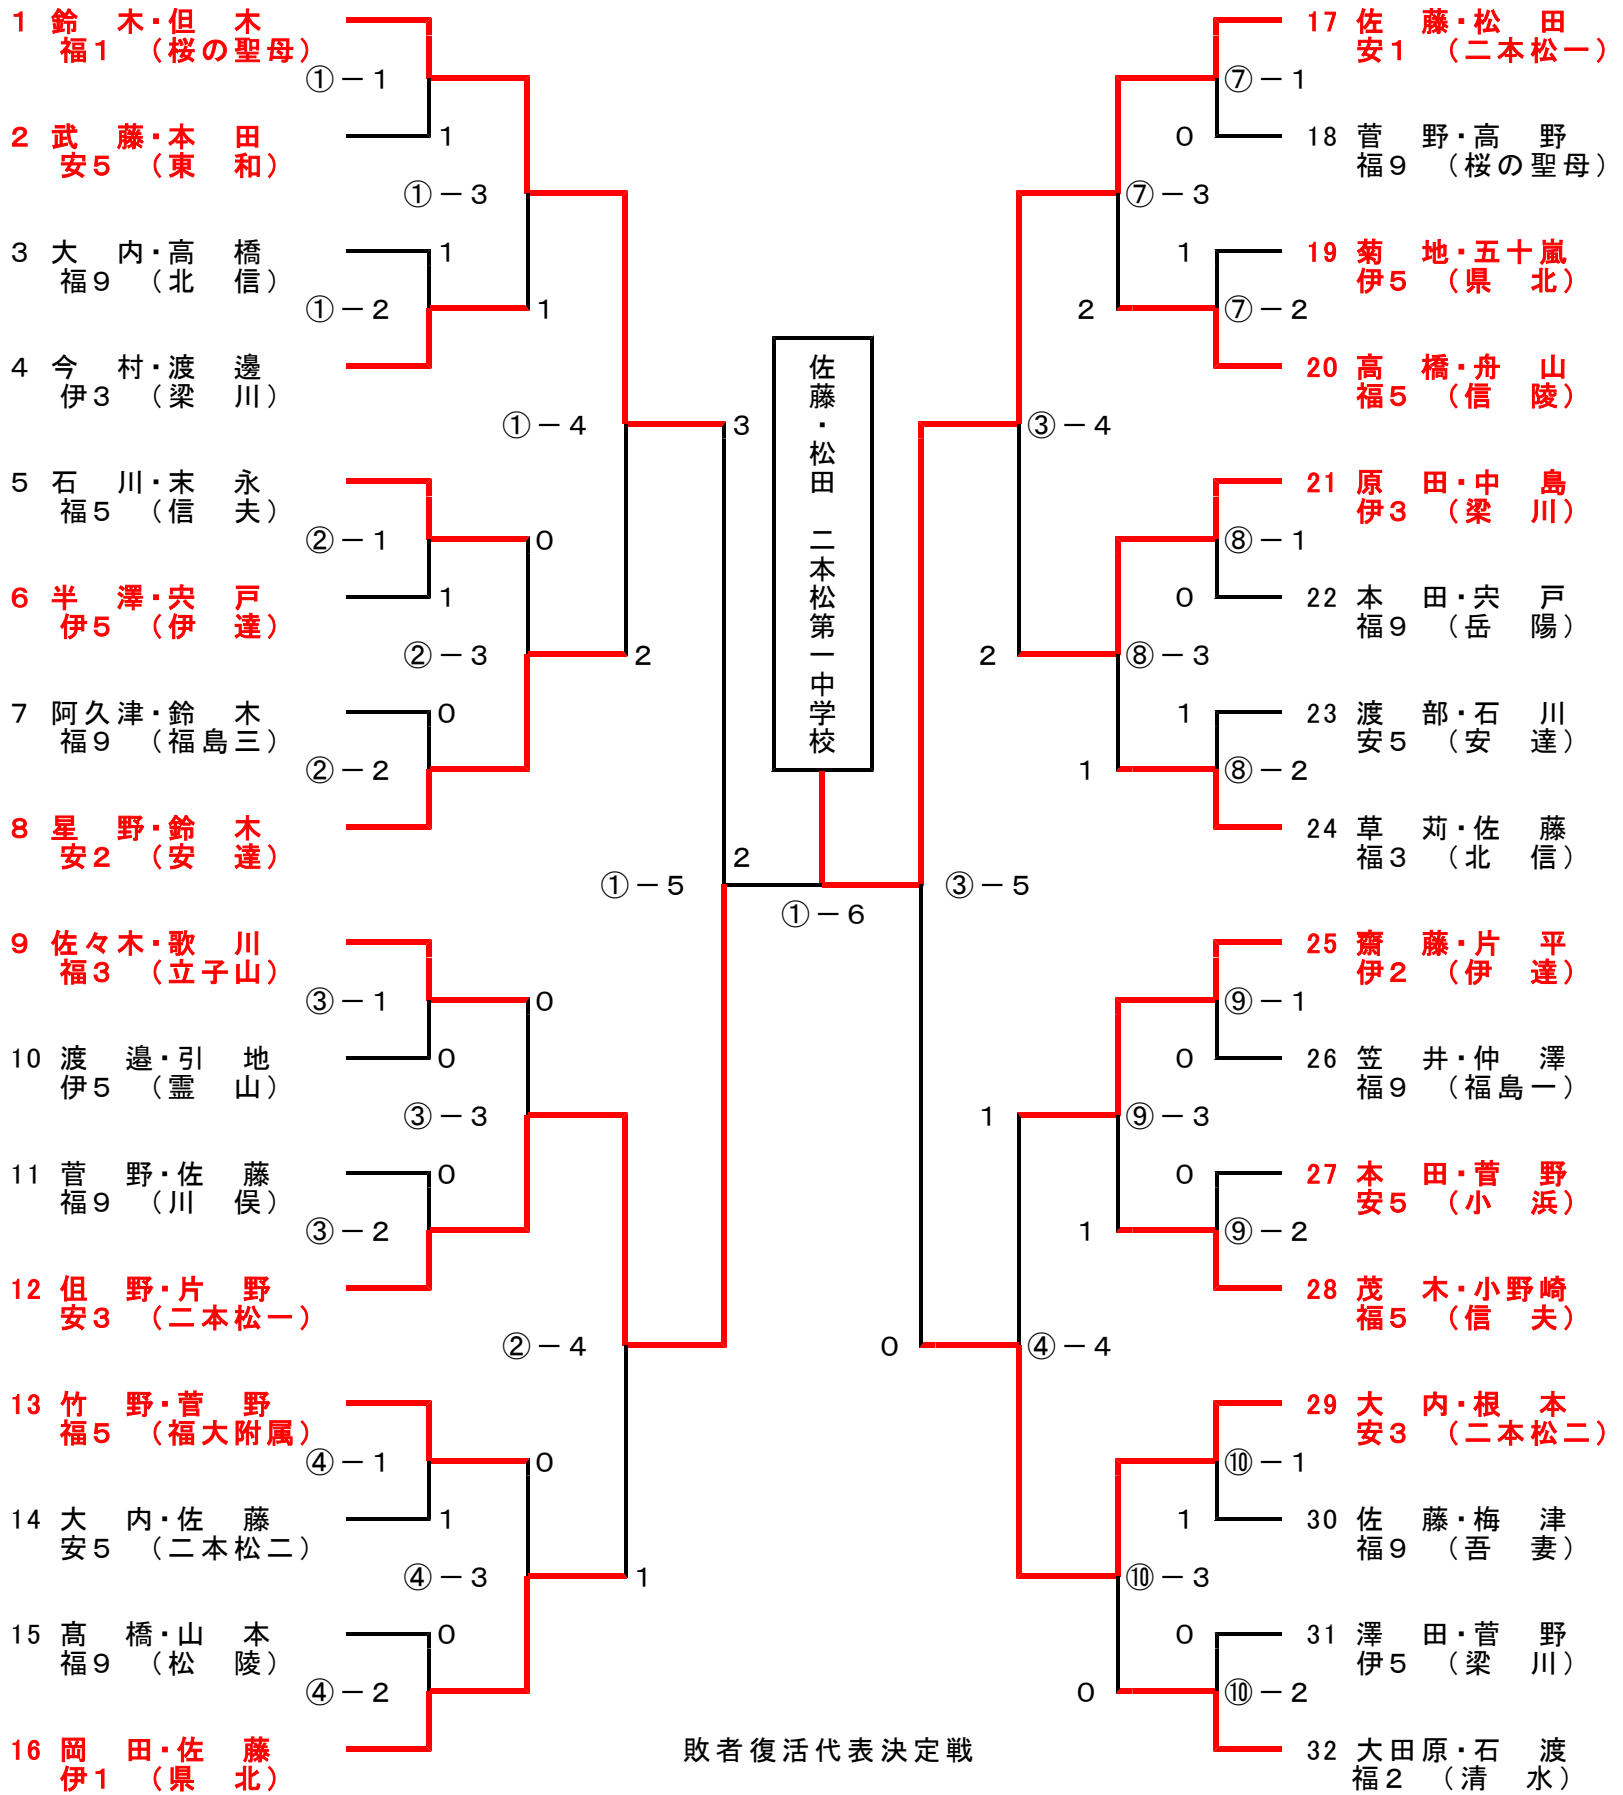 1 鈴 木・但 木
福1 （桜の聖母）
①－1
2 武 藤・本 田
安5 （東 和）
1
①－3
3 大 内・高 橋
福9 （北 信）
1
①－2
1
4 今 村・渡 邊
伊3 （梁 川）
①－4
3
5 石 川・末 永
福5 （信 夫）
②－1
0
6 半 澤・宍 戸
伊5 （伊 達）
1
②－3
2
7 阿久津・鈴 木
福9 （福島三）
0
②－2
8 星 野・鈴 木
安2 （安 達）
2
①－5
9 佐々木・歌 川
福3 （立子山）
③－1
0
10 渡 邉・引 地
伊5 （霊 山）
0
③－3
11 菅 野・佐 藤
福9 （川 俣）
0
③－2
12 但 野・片 野
安3 （二本松一）
②－4
13 竹 野・菅 野
福5 （福大附属）
④－1
0
14 大 内・佐 藤
安5 （二本松二）
1
④－3
1
15 髙 橋・山 本
福9 （松 陵）
0
④－2
16 岡 田・佐 藤
伊1 （県 北）
佐藤・松田 二本松第一中学校
①－6
17 佐 藤・松 田
安1 （二本松一）
⑦－1
18 菅 野・高 野
福9 （桜の聖母）
0
⑦－3
19 菊 地・五十嵐
伊5 （県 北）
1
⑦－2
2
20 高 橋・舟 山
福5 （信 陵）
③－4
21 原 田・中 島
伊3 （梁 川）
⑧－1
22 本 田・宍 戸
福9 （岳 陽）
0
⑧－3
2
23 渡 部・石 川
安5 （安 達）
1
⑧－2
1
24 草 苅・佐 藤
福3 （北 信）
③－5
25 齋 藤・片 平
伊2 （伊 達）
⑨－1
26 笠 井・仲 澤
福9 （福島一）
0
⑨－3
1
27 本 田・菅 野
安5 （小 浜）
0
⑨－2
1
28 茂 木・小野崎
福5 （信 夫）
④－4
0
29 大 内・根 本
安3 （二本松二）
⑩－1
30 佐 藤・梅 津
福9 （吾 妻）
1
⑩－3
31 澤 田・菅 野
伊5 （梁 川）
0
⑩－2
0
32 大田原・石 渡
福2 （清 水）
敗者復活代表決定戦